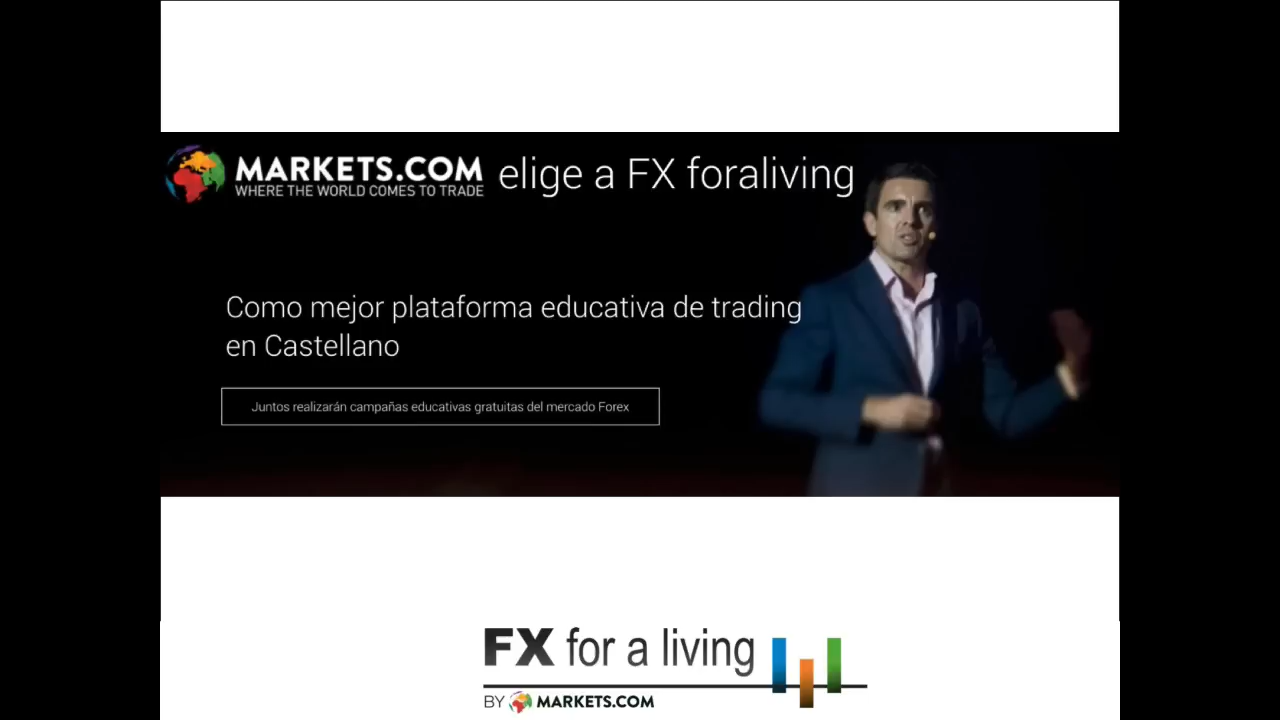 MARKETS.COM elige a FX foraliving
WHERE THE WORLD COMES TO TRADE
Como mejor plataforma educativa de trading
en Castellano
Juntos realizarán campañas educativas gratuitas del mercado Forex
FX for a living
BY MARKETS.COM